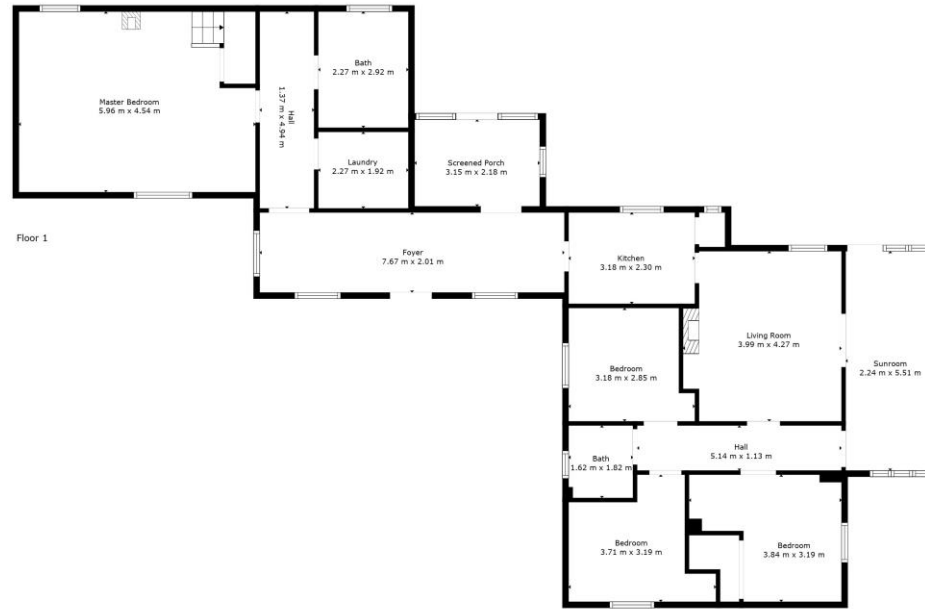 Bath
2.27 m x 2.92 m
Master Bedroom
5.96 m x 4.54 m
Hall
1.37 m x 4.94 m
Laundry
2.27 m x 1.92 m
Screened Porch
3.15 m x 2.18 m
Floor 1
Foyer
7.67 m x 2.01 m
Kitchen
3.18 m x 2.30 m
Living Room
3.99 m x 4.27 m
Sunroom
2.24 m x 5.51 m
Bedroom
3.18 m x 2.85 m
Hall
5.14 m x 1.13 m
Bath
1.62 m x 1.82 m
Bedroom
3.71 m x 3.19 m
Bedroom
3.84 m x 3.19 m